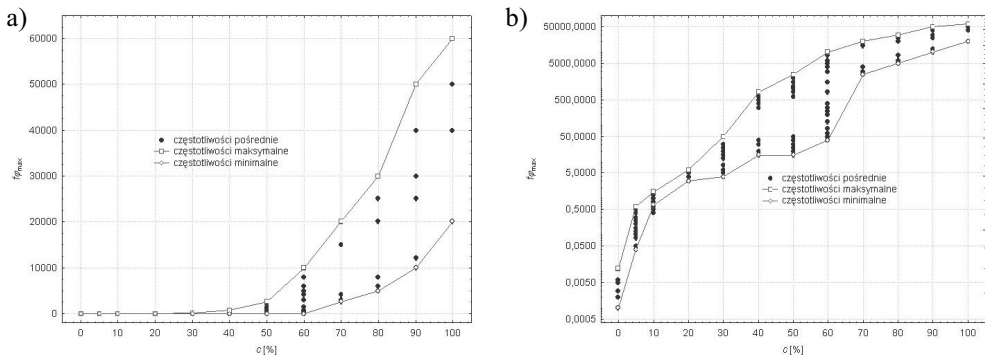 a)
60000
50000
40000
30000
20000
10000
0
fφmax
częstotliwości pośrednie
częstotliwości maksymalne
częstotliwości minimalne
0 10 20 30 40 50 60 70 80 90 100
c [%]
b)
50000,0000
5000,0000
500,0000
50,0000
5,0000
0,5000
0,0500
0,0050
0,0005
fφmax
częstotliwości pośrednie
częstotliwości maksymalne
częstotliwości minimalne
0 10 20 30 40 50 60 70 80 90 100
c [%]